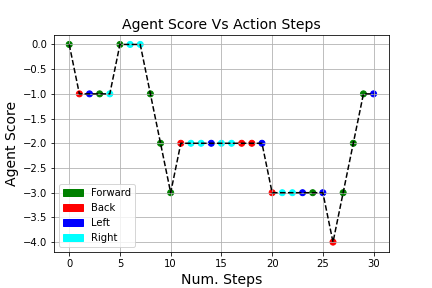 Agent Score Vs Action Steps
Agent Score
0.0
−0.5
−1.0
−1.5
−2.0
−2.5
−3.0
−3.5
−4.0
Forward
Back
Left
Right
0 5 10 15 20 25 30
Num. Steps